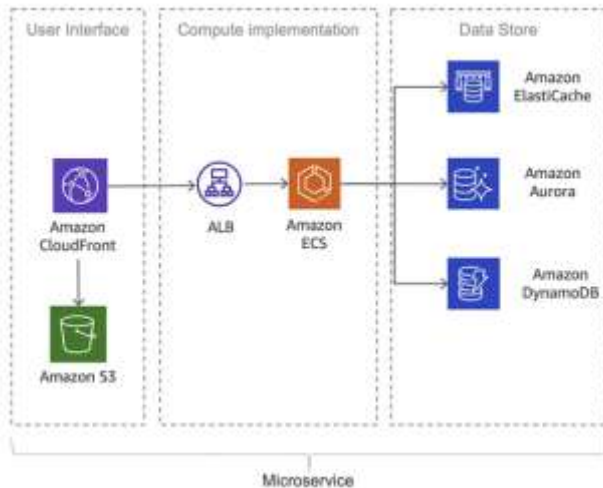 User Interface
Compute implementation
Data Store
Amazon
ElastiCache
Amazon
CloudFront
ALB
Amazon
ECS
Amazon
Aurora
Amazon
DynamoDB
Amazon S3
Microservice